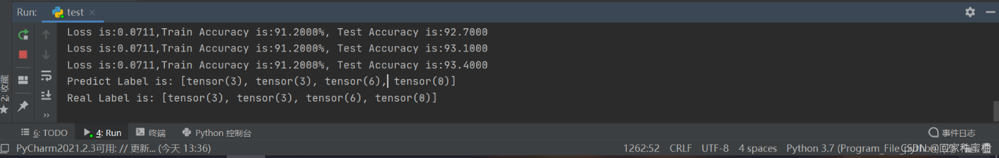 Run: test
Loss is:0.0711,Train Accuracy is:91.2000%, Test Accuracy is:92.7000
Loss is:0.0711,Train Accuracy is:91.2000%, Test Accuracy is:93.1000
Loss is:0.0711,Train Accuracy is:91.2000%, Test Accuracy is:93.4000
Predict Label is: [tensor(3), tensor(3), tensor(6), tensor(0)]
Real Label is: [tensor(3), tensor(3), tensor(6), tensor(0)]
2: 收藏
6: TODO 4: Run 终端 Python 控制台 事件日志
PyCharm2021.2.3可用: // 更新... (今天 13:36) 1262:52 CRLF UTF-8 4 spaces Python 3.7 (Program_File_
CSDN @回家种蜜柑